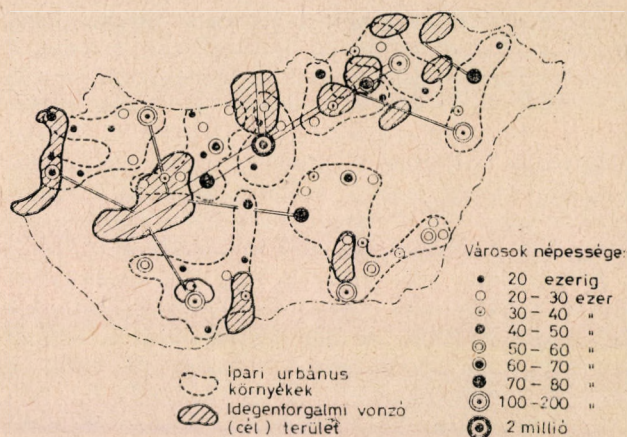 Városok népessége:
20 ezerig
20 – 30 ezer
30 – 40 "
40 – 50 "
50 – 60 "
60 – 70 "
70 – 80 "
100 – 200 "
2 millió
Ipari urbánus
környékek
Idegenforgalmi vonzó
(cél) terület